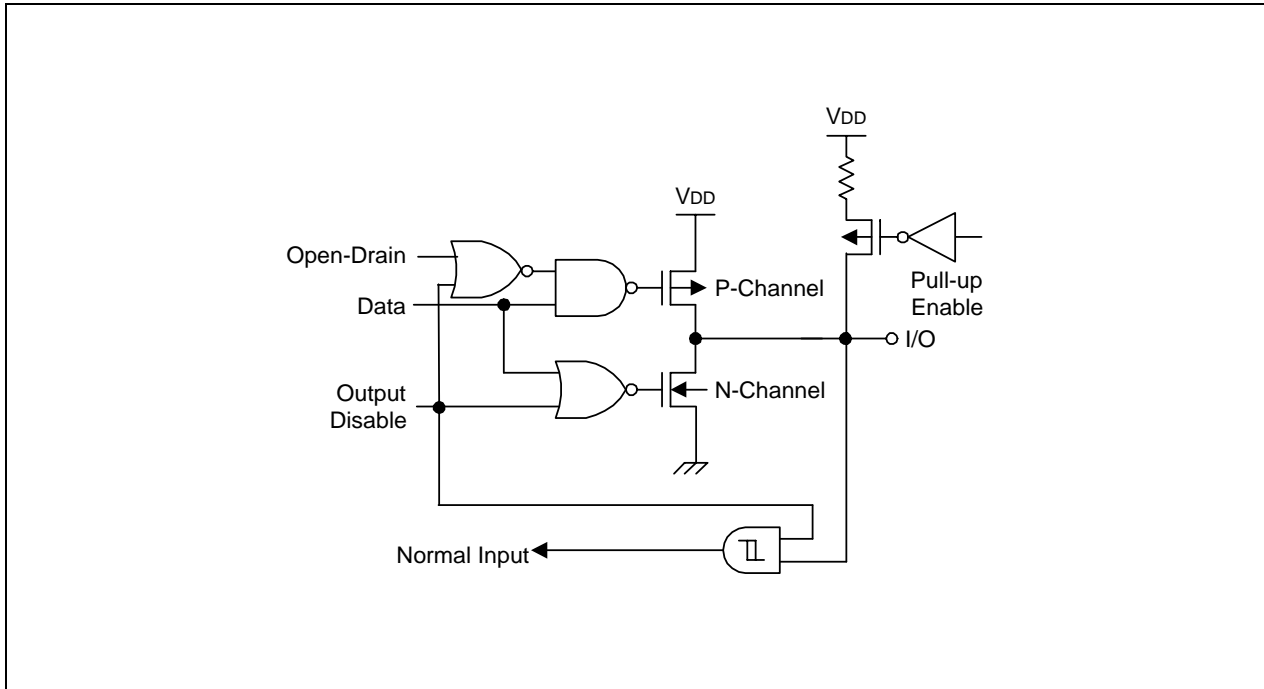 VDD
VDD
Open-Drain
P-Channel
Pull-up
Enable
Data
I/O
Output
Disable
N-Channel
Normal Input